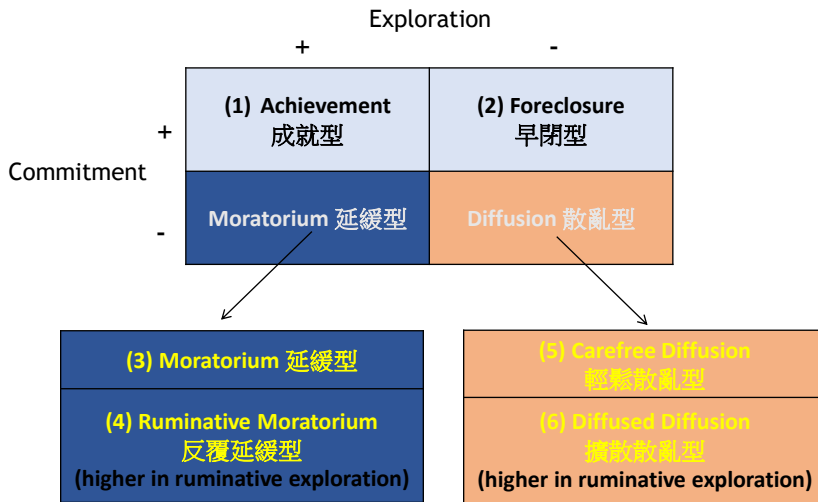 Exploration
+ -
(1) Achievement
成就型
(2) Foreclosure
早閉型
+
Commitment
-
Moratorium 延緩型
Diffusion 散亂型
(3) Moratorium 延緩型
(4) Ruminative Moratorium
反覆延緩型
(higher in ruminative exploration)
(5) Carefree Diffusion
輕鬆散亂型
(6) Diffused Diffusion
擴散散亂型
(higher in ruminative exploration)